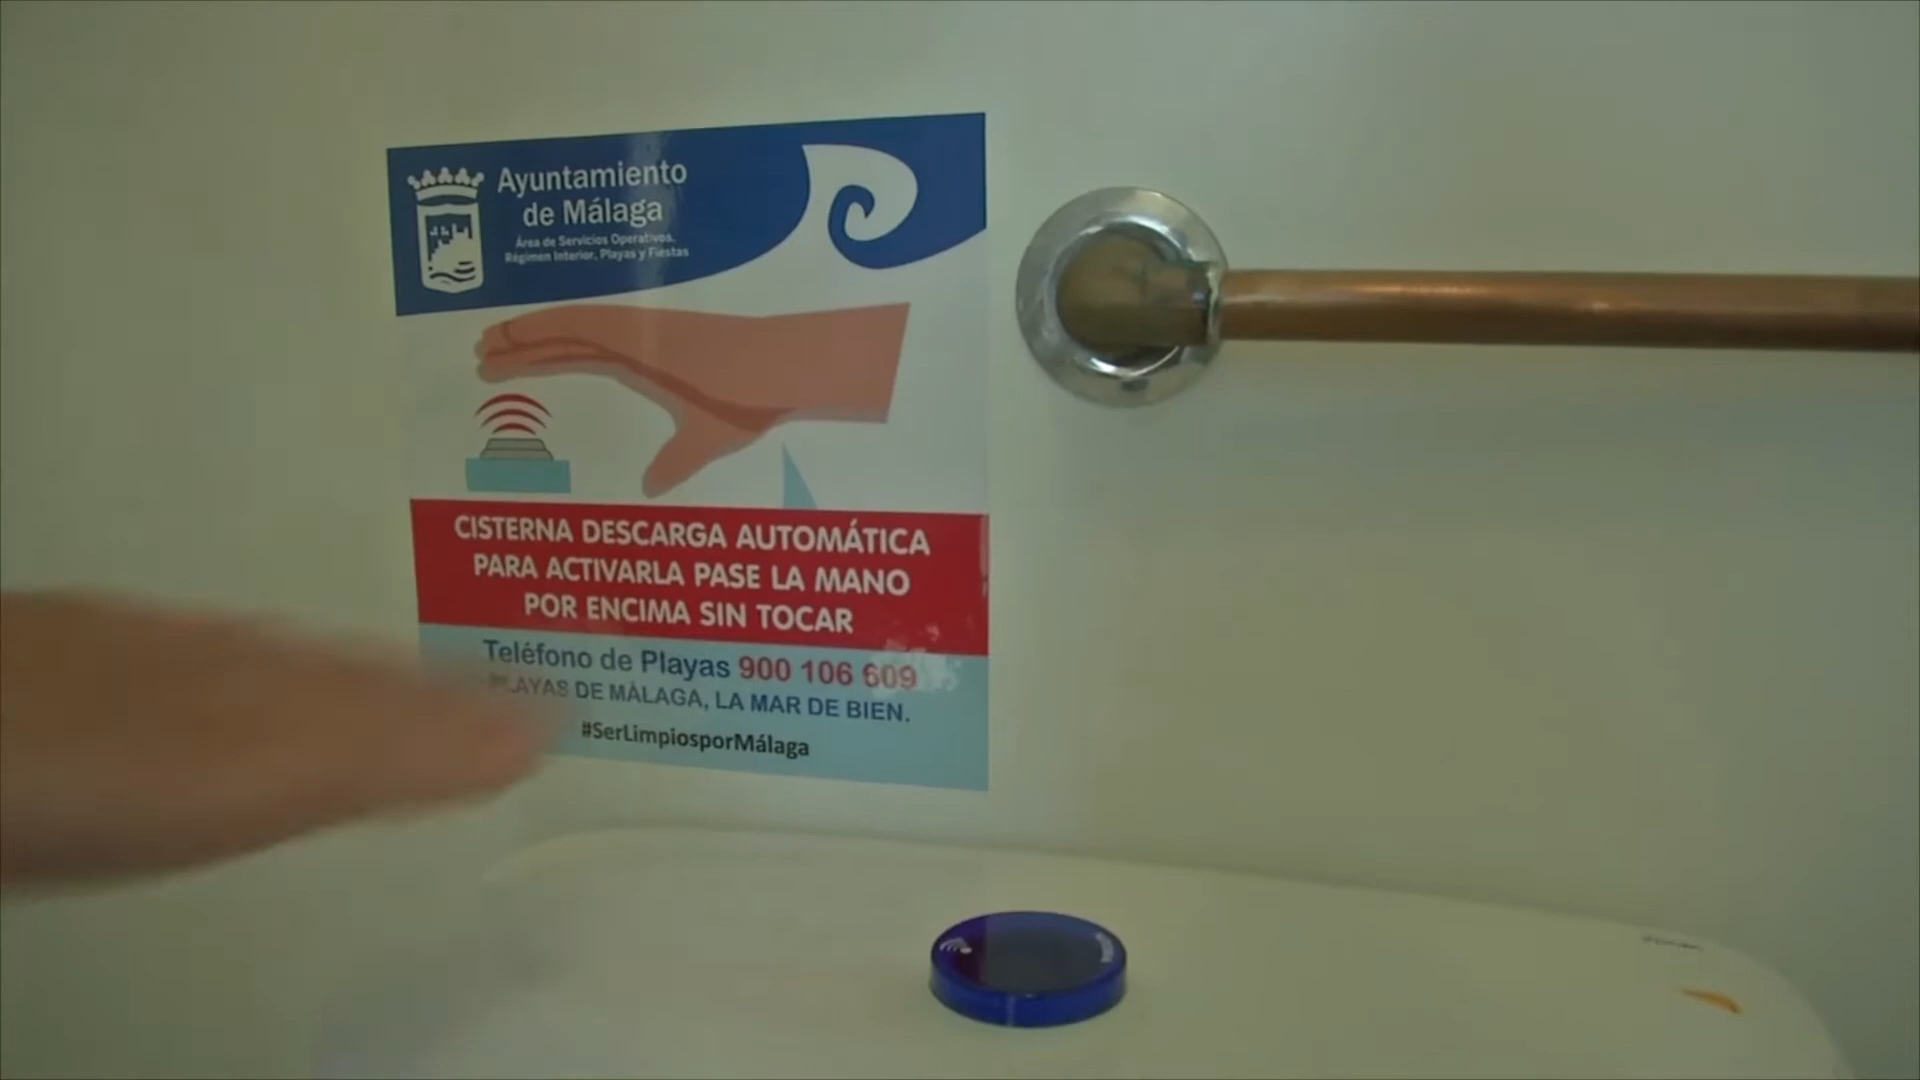 Ayuntamiento
de Málaga
Área de Servicios Operativos,
Régimen Interior, Playas y Fiestas
CISTERNA DESCARGA AUTOMÁTICA
PARA ACTIVARLA PASE LA MANO
POR ENCIMA SIN TOCAR
Teléfono de Playas 900 106 609
PLAYAS DE MÁLAGA, LA MAR DE BIEN.
#SerLimpiosporMálaga